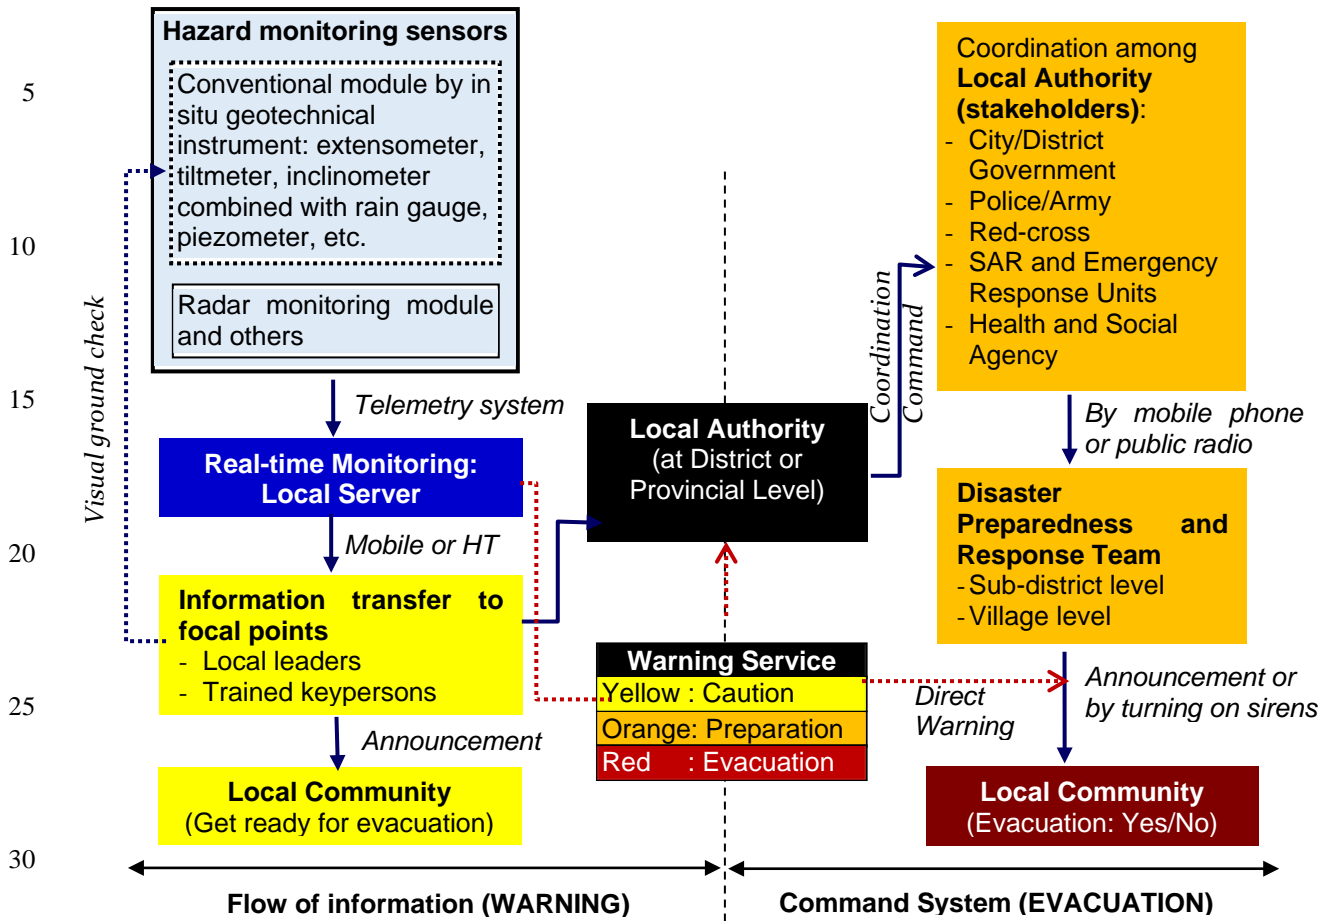 Hazard monitoring sensors
Conventional module by in
situ geotechnical
instrument: extensometer,
tiltmeter, inclinometer
combined with rain gauge,
piezometer, etc.
Radar monitoring module
and others
Visual ground check
Telemetry system
Real-time Monitoring:
Local Server
Mobile or HT
Information transfer to
focal points
- Local leaders
- Trained keypersons
Announcement
Local Community
(Get ready for evacuation)
Local Authority
(at District or
Provincial Level)
Warning Service
Yellow : Caution
Orange: Preparation
Red : Evacuation
Direct
Warning
Coordination
Command
Coordination among
Local Authority
(stakeholders):
- City/District
Government
- Police/Army
- Red-cross
- SAR and Emergency
Response Units
- Health and Social
Agency
By mobile phone
or public radio
Disaster
Preparedness and
Response Team
- Sub-district level
- Village level
Announcement or
by turning on sirens
Local Community
(Evacuation: Yes/No)
Flow of information (WARNING)
Command System (EVACUATION)
5
10
15
20
25
30